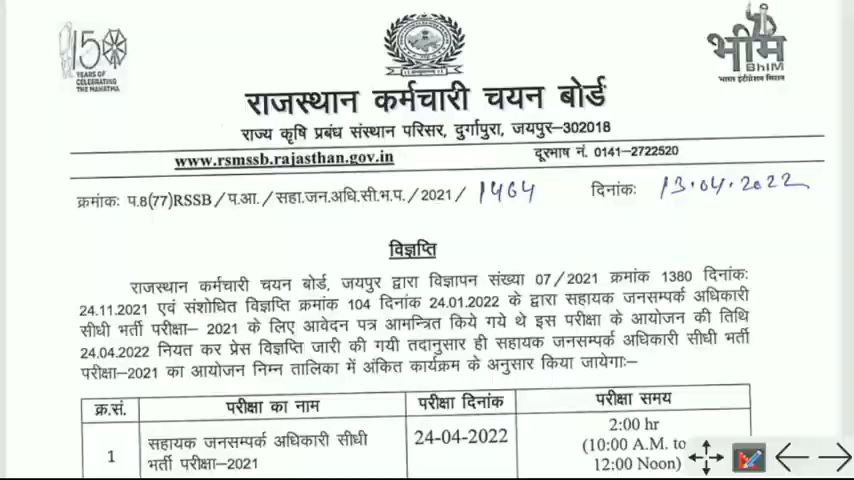 150
YEARS OF
CELEBRATING
THE MAHATMA
भीम
BHIM
राजस्थान कर्मचारी चयन बोर्ड
राज्य कृषि प्रबंध संस्थान परिसर, दुर्गापुरा, जयपुर–302018
www.rsmssb.rajasthan.gov.in दूरभाष नं. 0141–2722520
क्रमांकः प.8(77)RSSB/प.आ./सहा.जन.अधि.सी.भ.प./2021/ 1464 दिनांकः 13.04.2022
विज्ञप्ति
राजस्थान कर्मचारी चयन बोर्ड, जयपुर द्वारा विज्ञापन संख्या 07/2021 क्रमांक 1380 दिनांकः
24.11.2021 एवं संशोधित विज्ञप्ति क्रमांक 104 दिनांक 24.01.2022 के द्वारा सहायक जनसम्पर्क अधिकारी
सीधी भर्ती परीक्षा– 2021 के लिए आवेदन पत्र आमन्त्रित किये गये थे इस परीक्षा के आयोजन की तिथि
24.04.2022 नियत कर प्रेस विज्ञप्ति जारी की गयी तदानुसार ही सहायक जनसम्पर्क अधिकारी सीधी भर्ती
परीक्षा–2021 का आयोजन निम्न तालिका में अंकित कार्यक्रम के अनुसार किया जायेगाः–
क्र.सं. परीक्षा का नाम परीक्षा दिनांक परीक्षा समय
1 सहायक जनसम्पर्क अधिकारी सीधी 24-04-2022 2:00 hr
भर्ती परीक्षा–2021 (10:00 A.M. to
12:00 Noon)